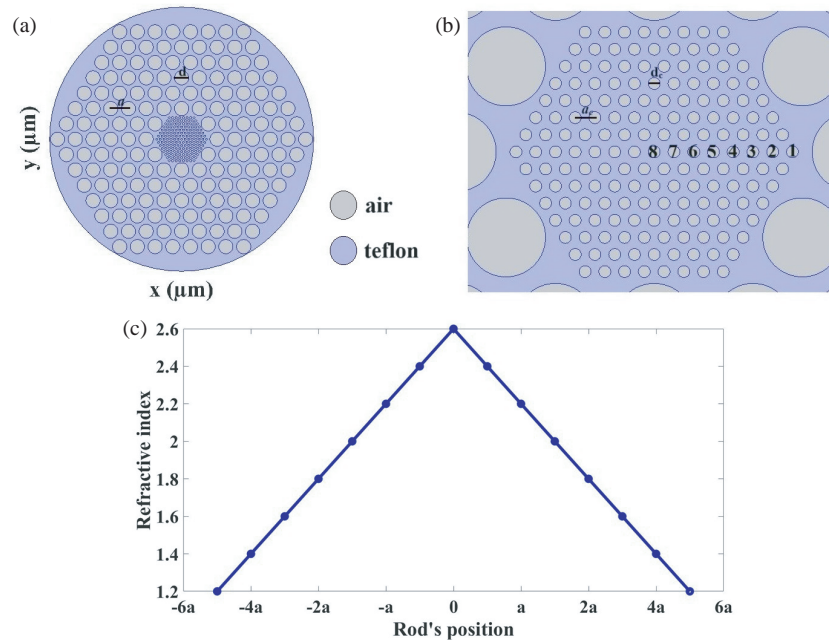 (a)
d
a
y (μm)
x (μm)
air
teflon
(b)
d_c
a_c
8 7 6 5 4 3 2 1
(c)
Refractive index
2.6
2.4
2.2
2
1.8
1.6
1.4
1.2
-6a -4a -2a -a 0 a 2a 4a 6a
Rod's position